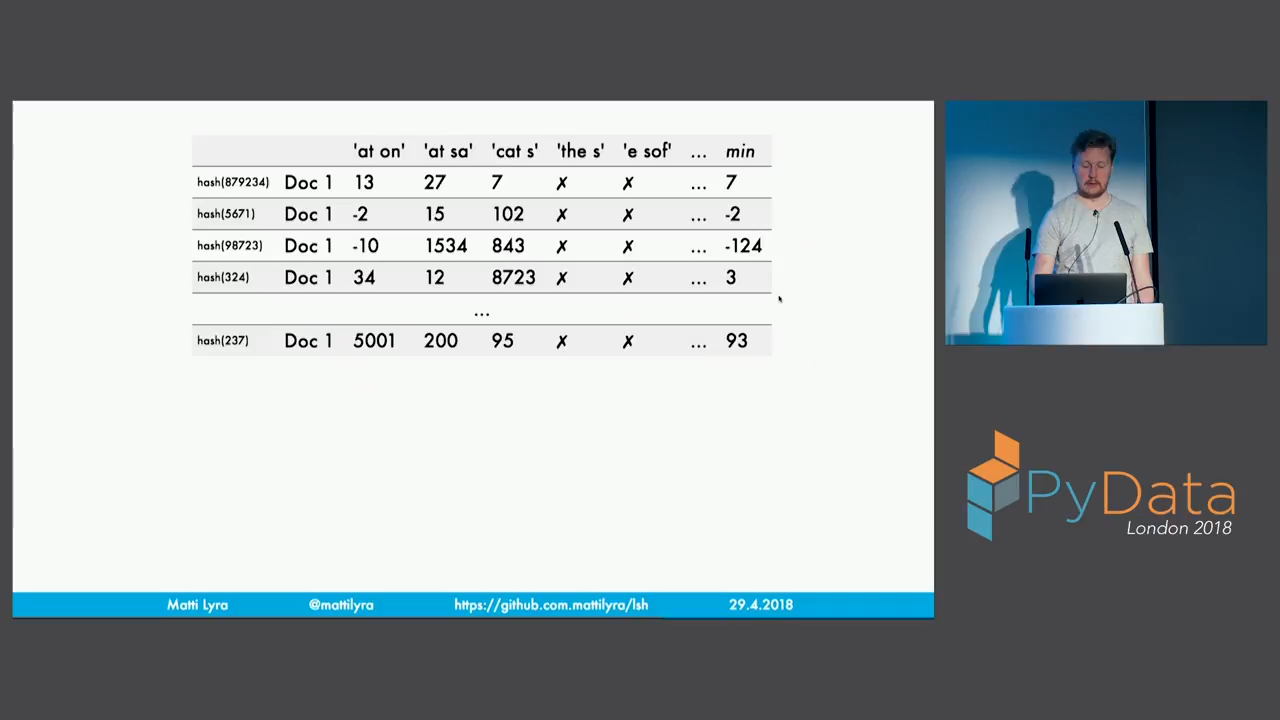 'at on' 'at sa' 'cat s' 'the s' 'e sof' ... min
hash(879234) Doc 1 13 27 7 ✗ ✗ ... 7
hash(5671) Doc 1 -2 15 102 ✗ ✗ ... -2
hash(98723) Doc 1 -10 1534 843 ✗ ✗ ... -124
hash(324) Doc 1 34 12 8723 ✗ ✗ ... 3
...
hash(237) Doc 1 5001 200 95 ✗ ✗ ... 93
Matti Lyra @mattilyra https://github.com.mattilyra/lsh 29.4.2018
PyData
London 2018